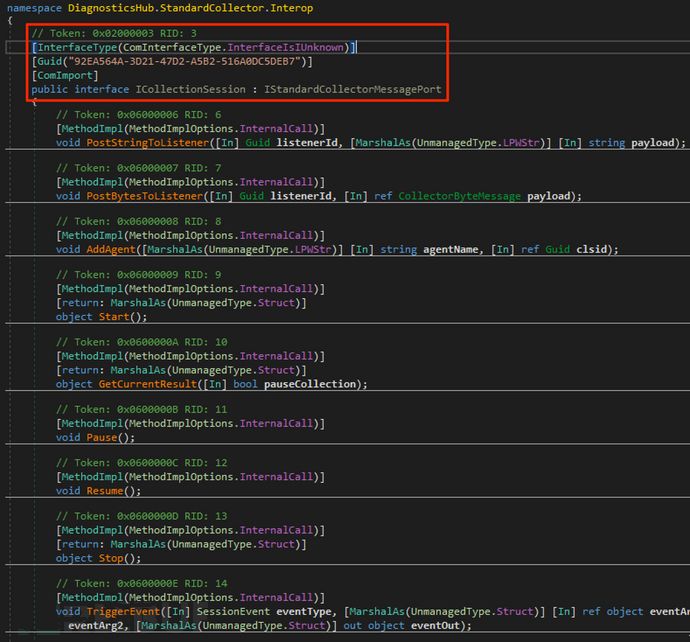 namespace DiagnosticsHub.StandardCollector.Interop
{
// Token: 0x02000003 RID: 3
[InterfaceType(ComInterfaceType.InterfaceIsIUnknown)]
[Guid("92EA564A-3D21-47D2-A5B2-516A0DC5DEB7")]
[ComImport]
public interface ICollectionSession : IStandardCollectorMessagePort
{
// Token: 0x06000006 RID: 6
[MethodImpl(MethodImplOptions.InternalCall)]
void PostStringToListener([In] Guid listenerId, [MarshalAs(UnmanagedType.LPWStr)] [In] string payload);
// Token: 0x06000007 RID: 7
[MethodImpl(MethodImplOptions.InternalCall)]
void PostBytesToListener([In] Guid listenerId, [In] ref CollectorByteMessage payload);
// Token: 0x06000008 RID: 8
[MethodImpl(MethodImplOptions.InternalCall)]
void AddAgent([MarshalAs(UnmanagedType.LPWStr)] [In] string agentName, [In] ref Guid clsid);
// Token: 0x06000009 RID: 9
[MethodImpl(MethodImplOptions.InternalCall)]
[return: MarshalAs(UnmanagedType.Struct)]
object Start();
// Token: 0x0600000A RID: 10
[MethodImpl(MethodImplOptions.InternalCall)]
[return: MarshalAs(UnmanagedType.Struct)]
object GetCurrentResult([In] bool pauseCollection);
// Token: 0x0600000B RID: 11
[MethodImpl(MethodImplOptions.InternalCall)]
void Pause();
// Token: 0x0600000C RID: 12
[MethodImpl(MethodImplOptions.InternalCall)]
void Resume();
// Token: 0x0600000D RID: 13
[MethodImpl(MethodImplOptions.InternalCall)]
[return: MarshalAs(UnmanagedType.Struct)]
object Stop();
// Token: 0x0600000E RID: 14
[MethodImpl(MethodImplOptions.InternalCall)]
void TriggerEvent([In] SessionEvent eventType, [MarshalAs(UnmanagedType.Struct)] [In] ref object eventAr
eventArg2, [MarshalAs(UnmanagedType.Struct)] out object eventOut);